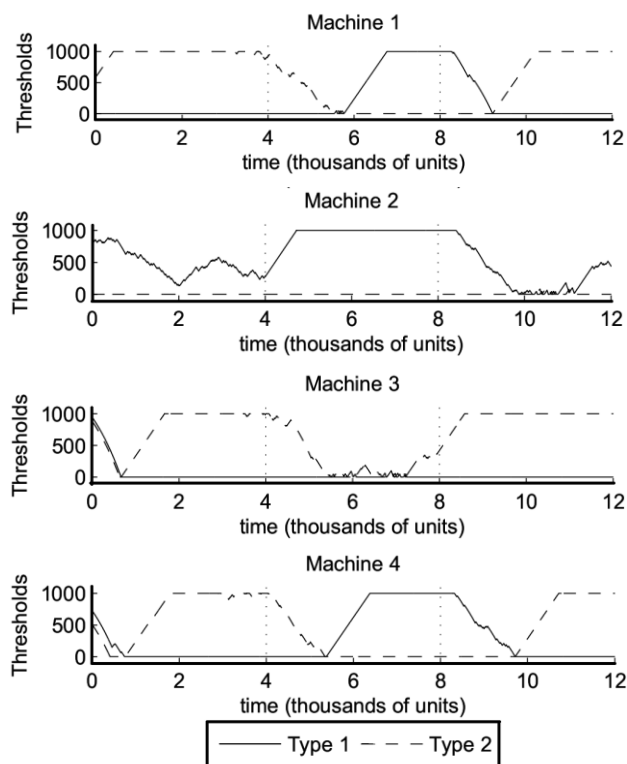 Machine 1
Thresholds
1000
500
0
0 2 4 6 8 10 12
time (thousands of units)
Machine 2
Thresholds
1000
500
0
0 2 4 6 8 10 12
time (thousands of units)
Machine 3
Thresholds
1000
500
0
0 2 4 6 8 10 12
time (thousands of units)
Machine 4
Thresholds
1000
500
0
0 2 4 6 8 10 12
time (thousands of units)
Type 1 Type 2